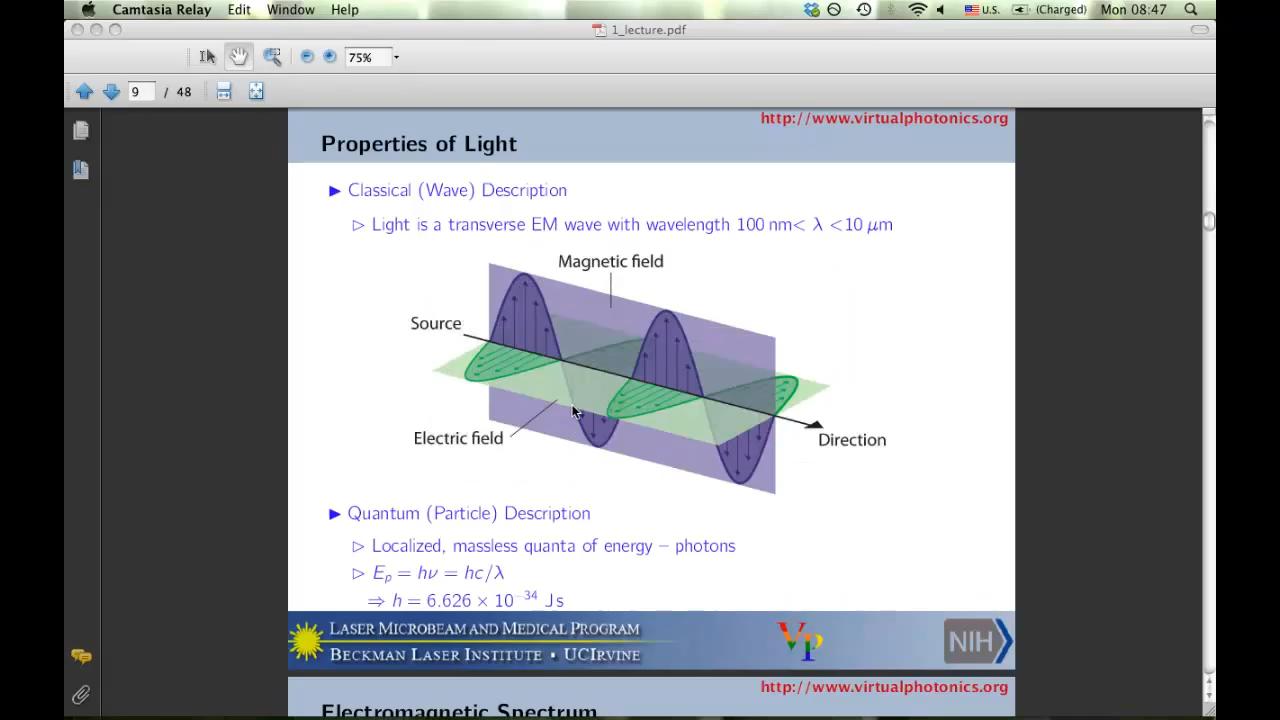 Camtasia Relay Edit Window Help
U.S. (Charged) Mon 08:47
1_lecture.pdf
75%
9 / 48
http://www.virtualphotonics.org
Properties of Light
▶ Classical (Wave) Description
▷ Light is a transverse EM wave with wavelength 100 nm< λ <10 μm
Magnetic field
Source
Electric field
Direction
▶ Quantum (Particle) Description
▷ Localized, massless quanta of energy – photons
▷ Eₚ = hν = hc/λ
⇒ h = 6.626 × 10⁻³⁴ Js
LASER MICROBEAM AND MEDICAL PROGRAM
BECKMAN LASER INSTITUTE • UCIRVINE
VP
NIH
http://www.virtualphotonics.org
Electromagnetic Spectrum